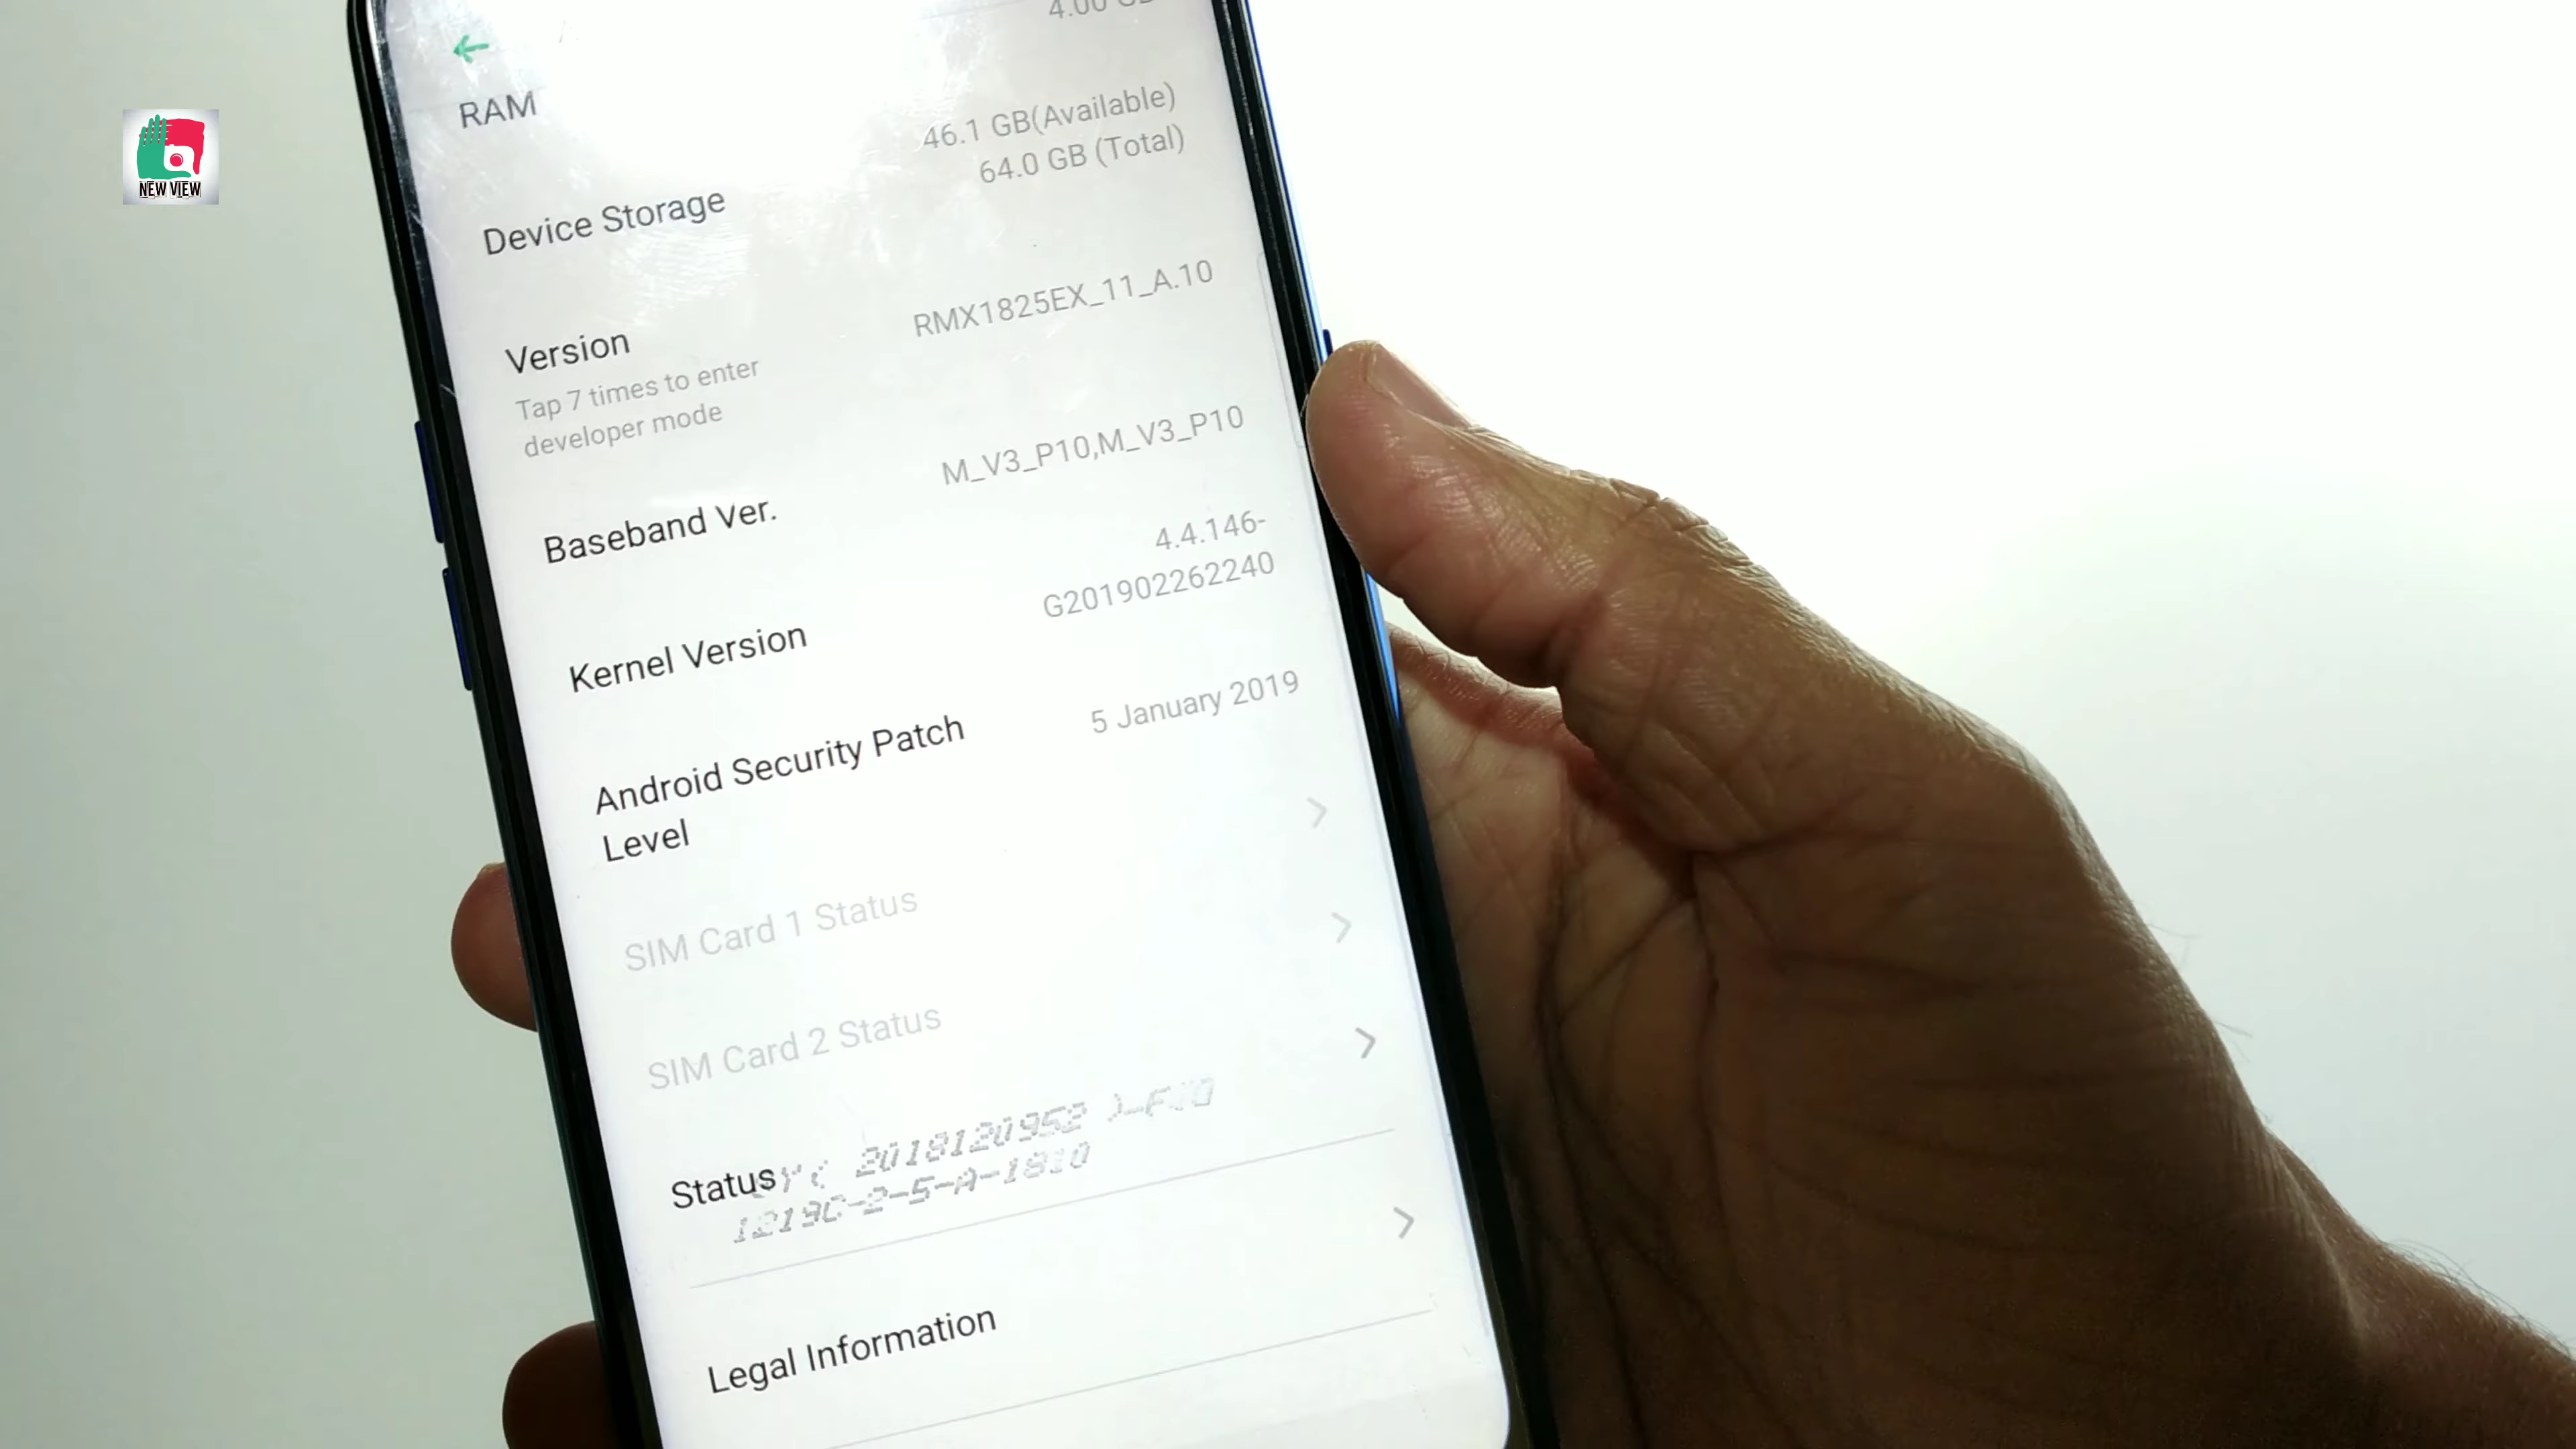 NEW VIEW
RAM
46.1 GB(Available)
64.0 GB (Total)
Device Storage
RMX1825EX_11_A.10
Version
Tap 7 times to enter
developer mode
M_V3_P10,M_V3_P10
Baseband Ver.
4.4.146-
G201902262240
Kernel Version
5 January 2019
Android Security Patch
Level
SIM Card 1 Status
SIM Card 2 Status
Status
2018120952
Legal Information